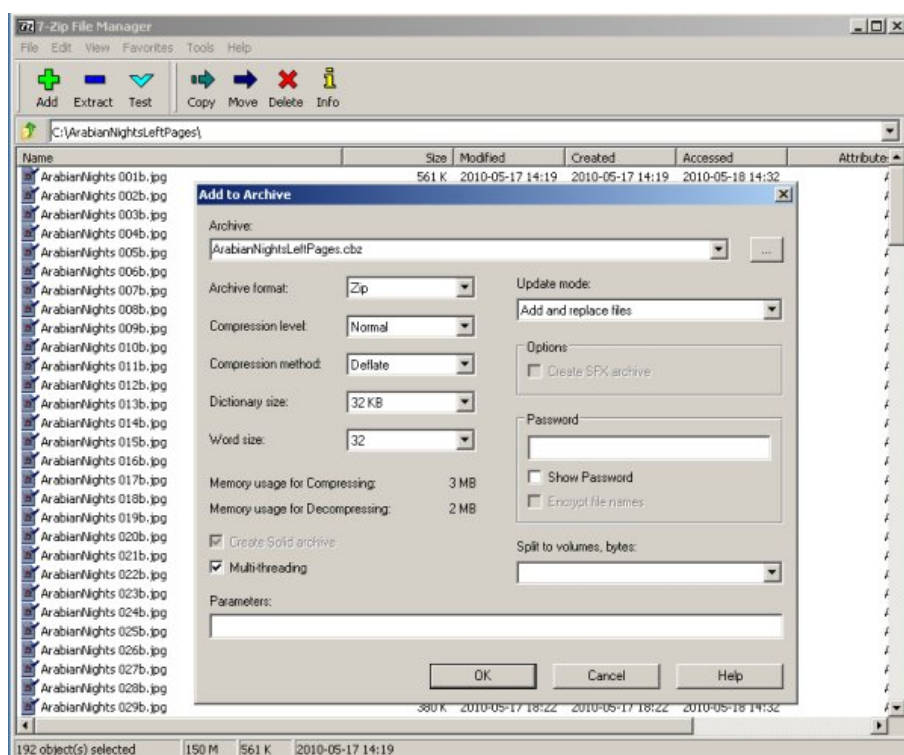 7-Zip File Manager
File Edit View Favorites Tools Help
Add Extract Test Copy Move Delete Info
C:\ArabianNightsLeftPages\
Name Size Modified Created Accessed Attribute
ArabianNights 001b.jpg 561 K 2010-05-17 14:19 2010-05-17 14:19 2010-05-18 14:32
ArabianNights 002b.jpg
ArabianNights 003b.jpg
ArabianNights 004b.jpg
ArabianNights 005b.jpg
ArabianNights 006b.jpg
ArabianNights 007b.jpg
ArabianNights 008b.jpg
ArabianNights 009b.jpg
ArabianNights 010b.jpg
ArabianNights 011b.jpg
ArabianNights 012b.jpg
ArabianNights 013b.jpg
ArabianNights 014b.jpg
ArabianNights 015b.jpg
ArabianNights 016b.jpg
ArabianNights 017b.jpg
ArabianNights 018b.jpg
ArabianNights 019b.jpg
ArabianNights 020b.jpg
ArabianNights 021b.jpg
ArabianNights 022b.jpg
ArabianNights 023b.jpg
ArabianNights 024b.jpg
ArabianNights 025b.jpg
ArabianNights 026b.jpg
ArabianNights 027b.jpg
ArabianNights 028b.jpg
ArabianNights 029b.jpg 380 K 2010-05-17 18:22 2010-05-17 18:22 2010-05-18 14:32
Add to Archive
Archive:
ArabianNightsLeftPages.cbz
...
Archive format: Zip
Compression level: Normal
Compression method: Deflate
Dictionary size: 32 KB
Word size: 32
Memory usage for Compressing: 3 MB
Memory usage for Decompressing: 2 MB
Create Solid archive
Multi-threading
Update mode:
Add and replace files
Options
Create SFX archive
Password
Show Password
Encrypt file names
Split to volumes, bytes:
Parameters:
OK Cancel Help
192 object(s) selected 150 M 561 K 2010-05-17 14:19